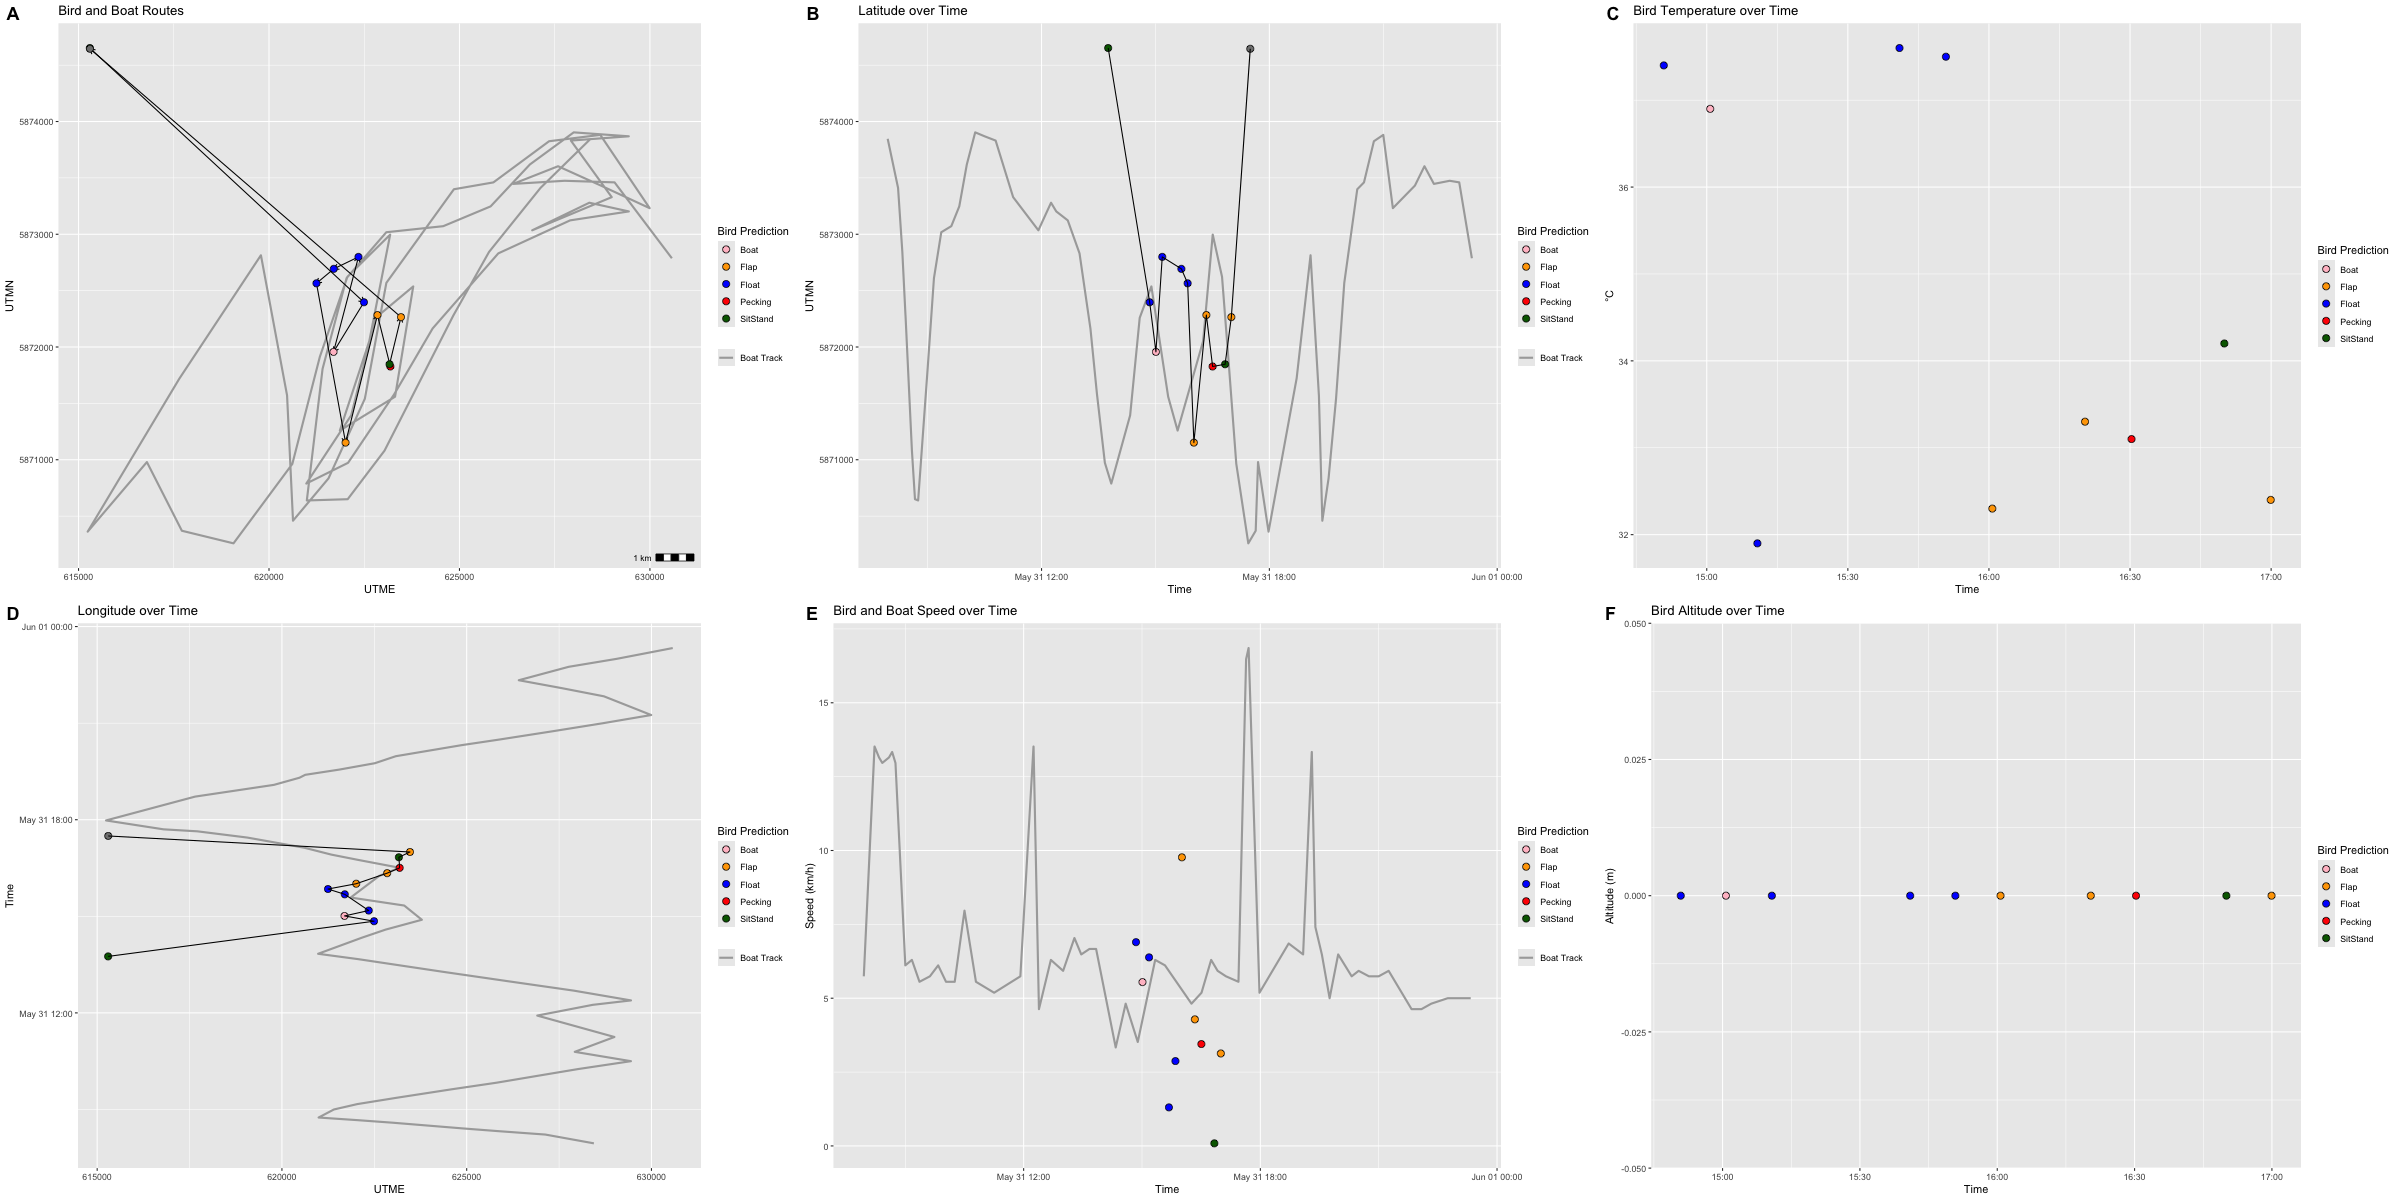 A
Bird and Boat Routes
5874000
5873000
5872000
5871000
UTMN
615000
620000
625000
630000
UTME
1 km
Bird Prediction
Boat
Flap
Float
Pecking
SitStand
Boat Track
B
Latitude over Time
5874000
5873000
5872000
5871000
UTMN
May 31 12:00
May 31 18:00
Jun 01 00:00
Time
Bird Prediction
Boat
Flap
Float
Pecking
SitStand
Boat Track
C
Bird Temperature over Time
36
34
32
°C
15:00
15:30
16:00
16:30
17:00
Time
Bird Prediction
Boat
Flap
Float
Pecking
SitStand
D
Longitude over Time
Jun 01 00:00
May 31 18:00
May 31 12:00
Time
615000
620000
625000
630000
UTME
Bird Prediction
Boat
Flap
Float
Pecking
SitStand
Boat Track
E
Bird and Boat Speed over Time
15
10
5
0
Speed (km/h)
May 31 12:00
May 31 18:00
Jun 01 00:00
Time
Bird Prediction
Boat
Flap
Float
Pecking
SitStand
Boat Track
F
Bird Altitude over Time
0.050
0.025
0.000
-0.025
-0.050
Altitude (m)
15:00
15:30
16:00
16:30
17:00
Time
Bird Prediction
Boat
Flap
Float
Pecking
SitStand